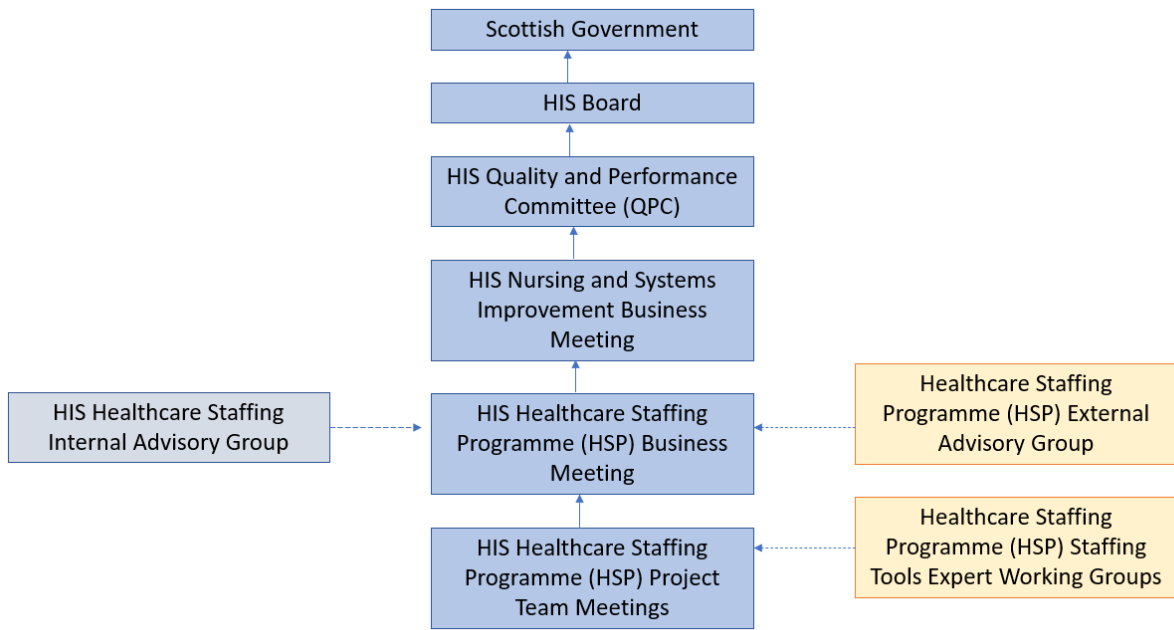 Scottish Government
HIS Board
HIS Quality and Performance
Committee (QPC)
HIS Nursing and Systems
Improvement Business
Meeting
HIS Healthcare Staffing
Internal Advisory Group
HIS Healthcare Staffing
Programme (HSP) Business
Meeting
Healthcare Staffing
Programme (HSP) External
Advisory Group
HIS Healthcare Staffing
Programme (HSP) Project
Team Meetings
Healthcare Staffing
Programme (HSP) Staffing
Tools Expert Working Groups